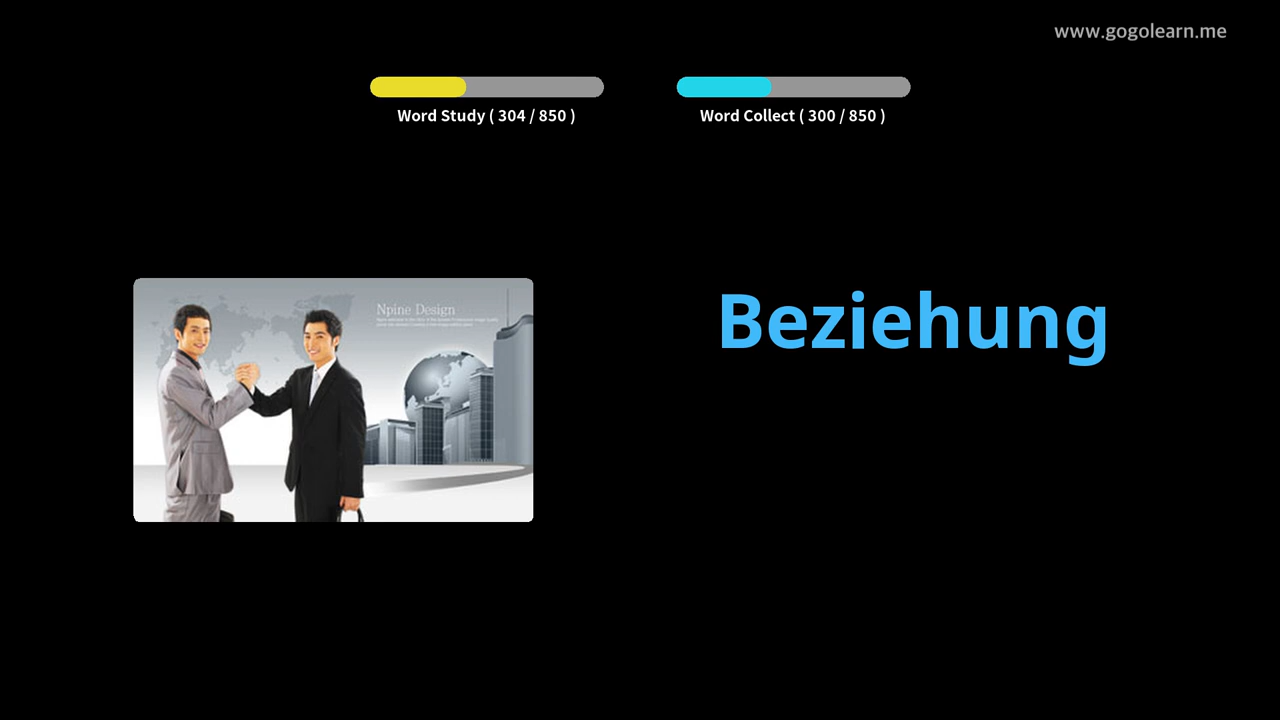 www.gogolearn.me
Word Study ( 304 / 850 )
Word Collect ( 300 / 850 )
Npine Design
Beziehung